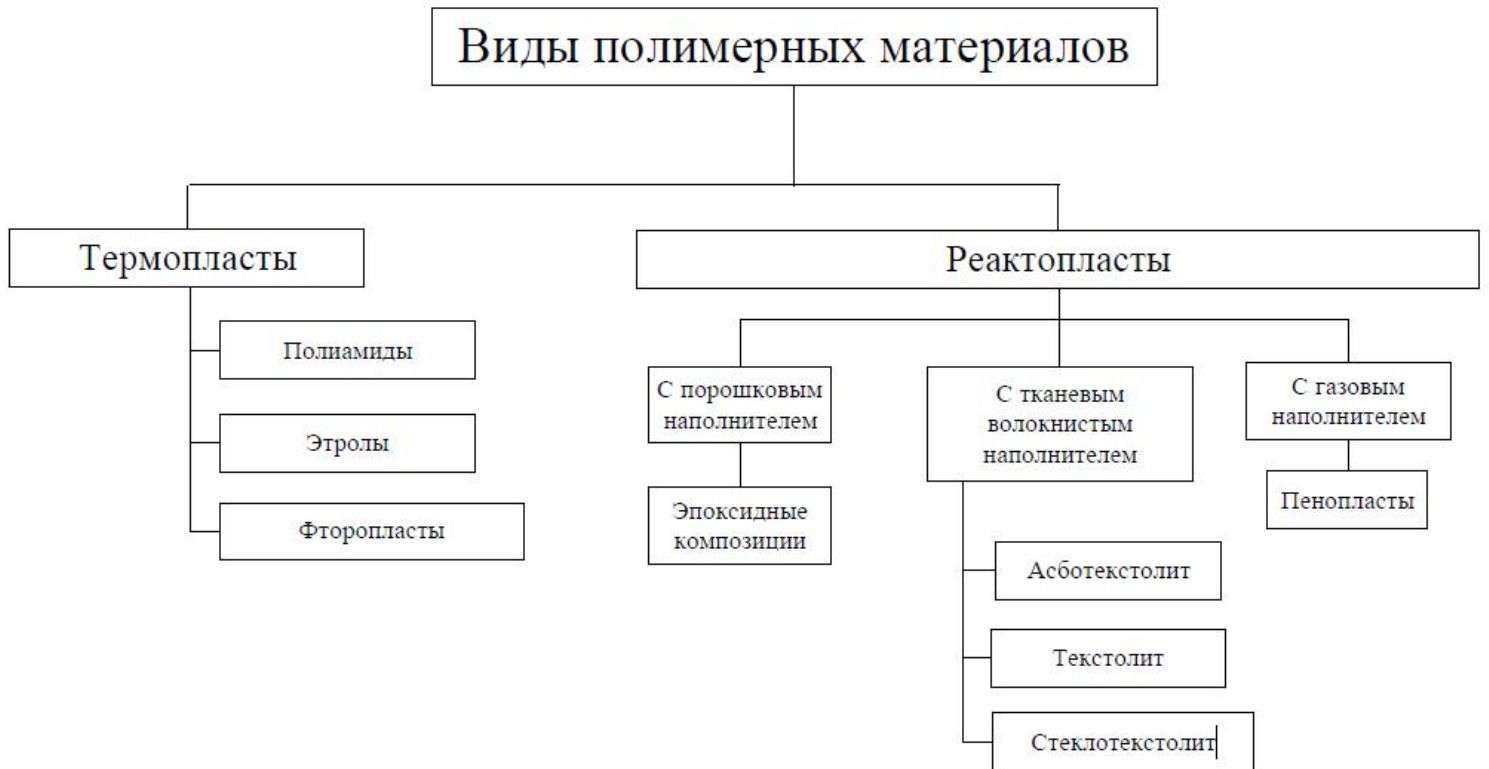 Виды полимерных материалов
Термопласты
Реактопласты
Полиамиды
Этролы
Фторопласты
С порошковым
наполнителем
Эпоксидные
композиции
С тканевым
волокнистым
наполнителем
Асботекстолит
Текстолит
Стеклотекстолит
С газовым
наполнителем
Пенопласты